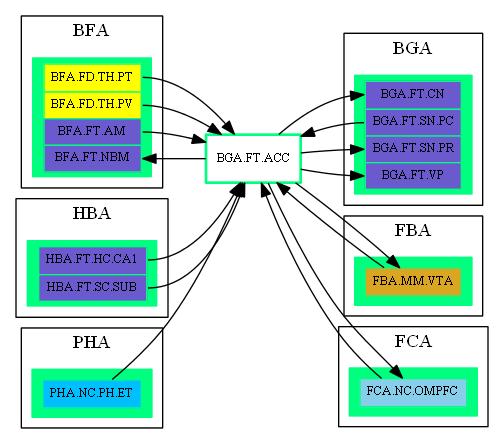 BFA
BFA.FD.TH.PT
BFA.FD.TH.PV
BFA.FT.AM
BFA.FT.NBM
HBA
HBA.FT.HC.CA1
HBA.FT.SC.SUB
PHA
PHA.NC.PH.ET
BGA.FT.ACC
BGA
BGA.FT.CN
BGA.FT.SN.PC
BGA.FT.SN.PR
BGA.FT.VP
FBA
FBA.MM.VTA
FCA
FCA.NC.OMPFC